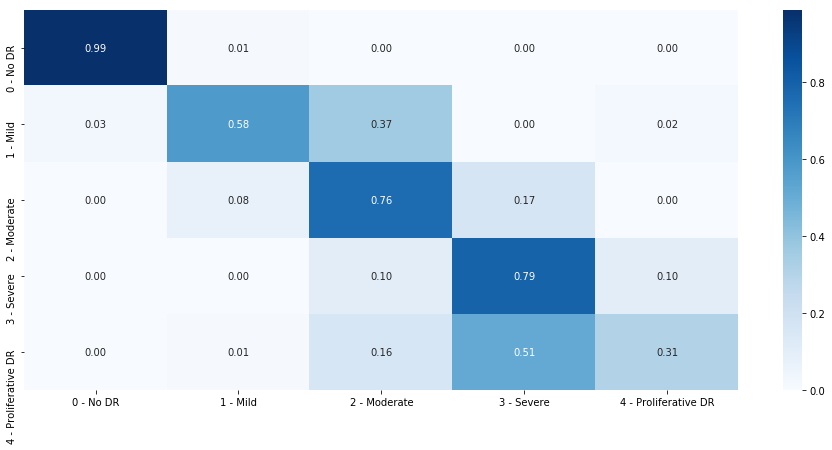 0 - No DR
0.99 0.01 0.00 0.00 0.00
1 - Mild
0.03 0.58 0.37 0.00 0.02
2 - Moderate
0.00 0.08 0.76 0.17 0.00
3 - Severe
0.00 0.00 0.10 0.79 0.10
4 - Proliferative DR
0.00 0.01 0.16 0.51 0.31
0 - No DR 1 - Mild 2 - Moderate 3 - Severe 4 - Proliferative DR
0.8
0.6
0.4
0.2
0.0